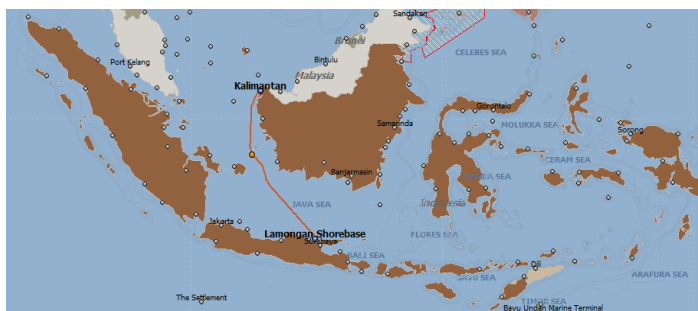 Sandakan
Brunei
CELEBES SEA
Bintulu
Port Kelang
Malaysia
Kalimantan
Gorontalo
MOLUKKA SEA
Samarinda
Sorong
CERAM SEA
Banjarmasin
BANDA SEA
JAVA SEA
Indonesia
Jakarta
Lamongan Shorebase
FLORES SEA
Surabaya
BALI SEA
Dili
SAVU SEA
ARAFURA SEA
The Settlement
TIMOR SEA
Bayu Undan Marine Terminal